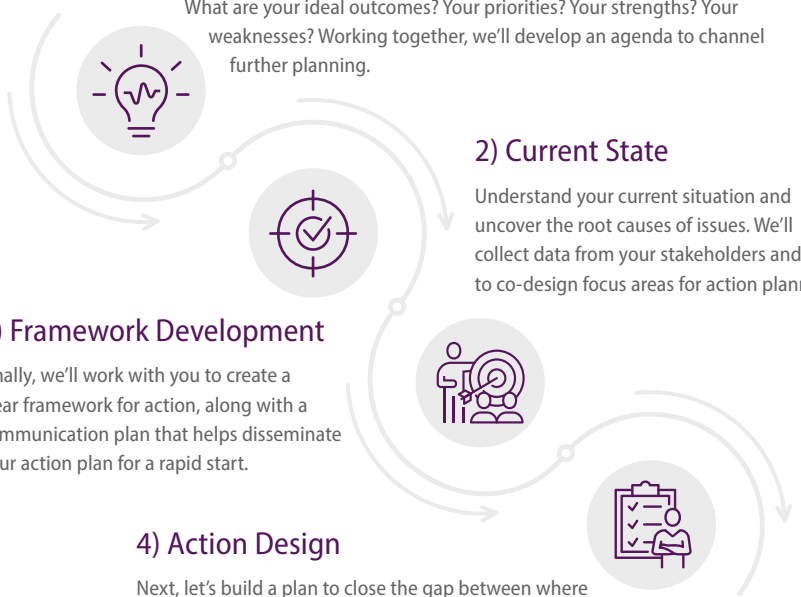 What are your ideal outcomes? Your priorities? Your strengths? Your
weaknesses? Working together, we’ll develop an agenda to channel
further planning.
2) Current State
Understand your current situation and
uncover the root causes of issues. We’ll
collect data from your stakeholders and
to co-design focus areas for action
) Framework Development
we’ll work with you to create a
framework for action, along with a
plan that helps disseminate
action plan for a rapid start.
4) Action Design
Next, let’s build a plan to close the gap between where